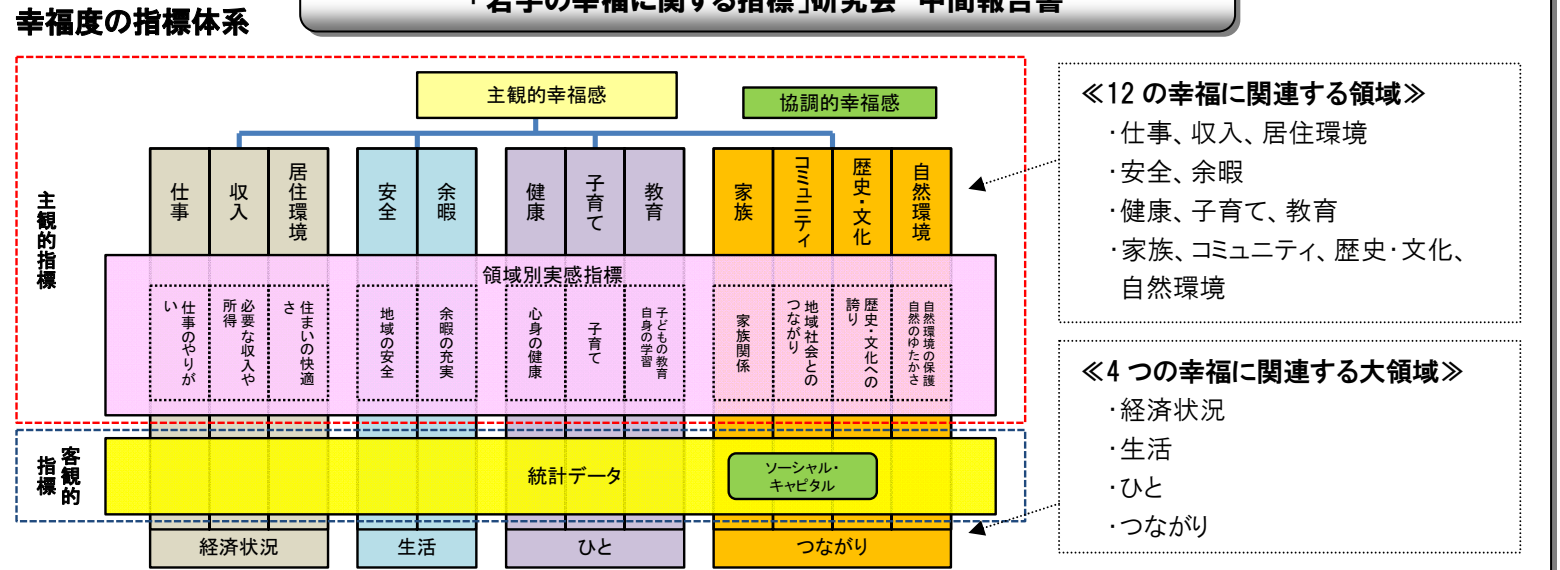 「岩手の幸福に関する指標」研究会 中間報告書
幸福度の指標体系
主観的幸福感
協調的幸福感
主観的指標
仕事
収入
居住環境
安全
余暇
健康
子育て
教育
家族
コミュニティ
歴史・文化
自然環境
領域別実感指標
仕事のやりが
い
必要な収入や
所得
住まいの快適
さ
地域の安全
余暇の充実
心身の健康
子育て
子どもの教育
自身の学習
家族関係
地域社会との
つながり
歴史・文化への
誇り
自然環境の保護
自然のゆたかさ
客観的
指標
統計データ
ソーシャル・
キャピタル
経済状況
生活
ひと
つながり
≪12 の幸福に関連する領域≫
・仕事、収入、居住環境
・安全、余暇
・健康、子育て、教育
・家族、コミュニティ、歴史・文化、
自然環境
≪4 つの幸福に関連する大領域≫
・経済状況
・生活
・ひと
・つながり